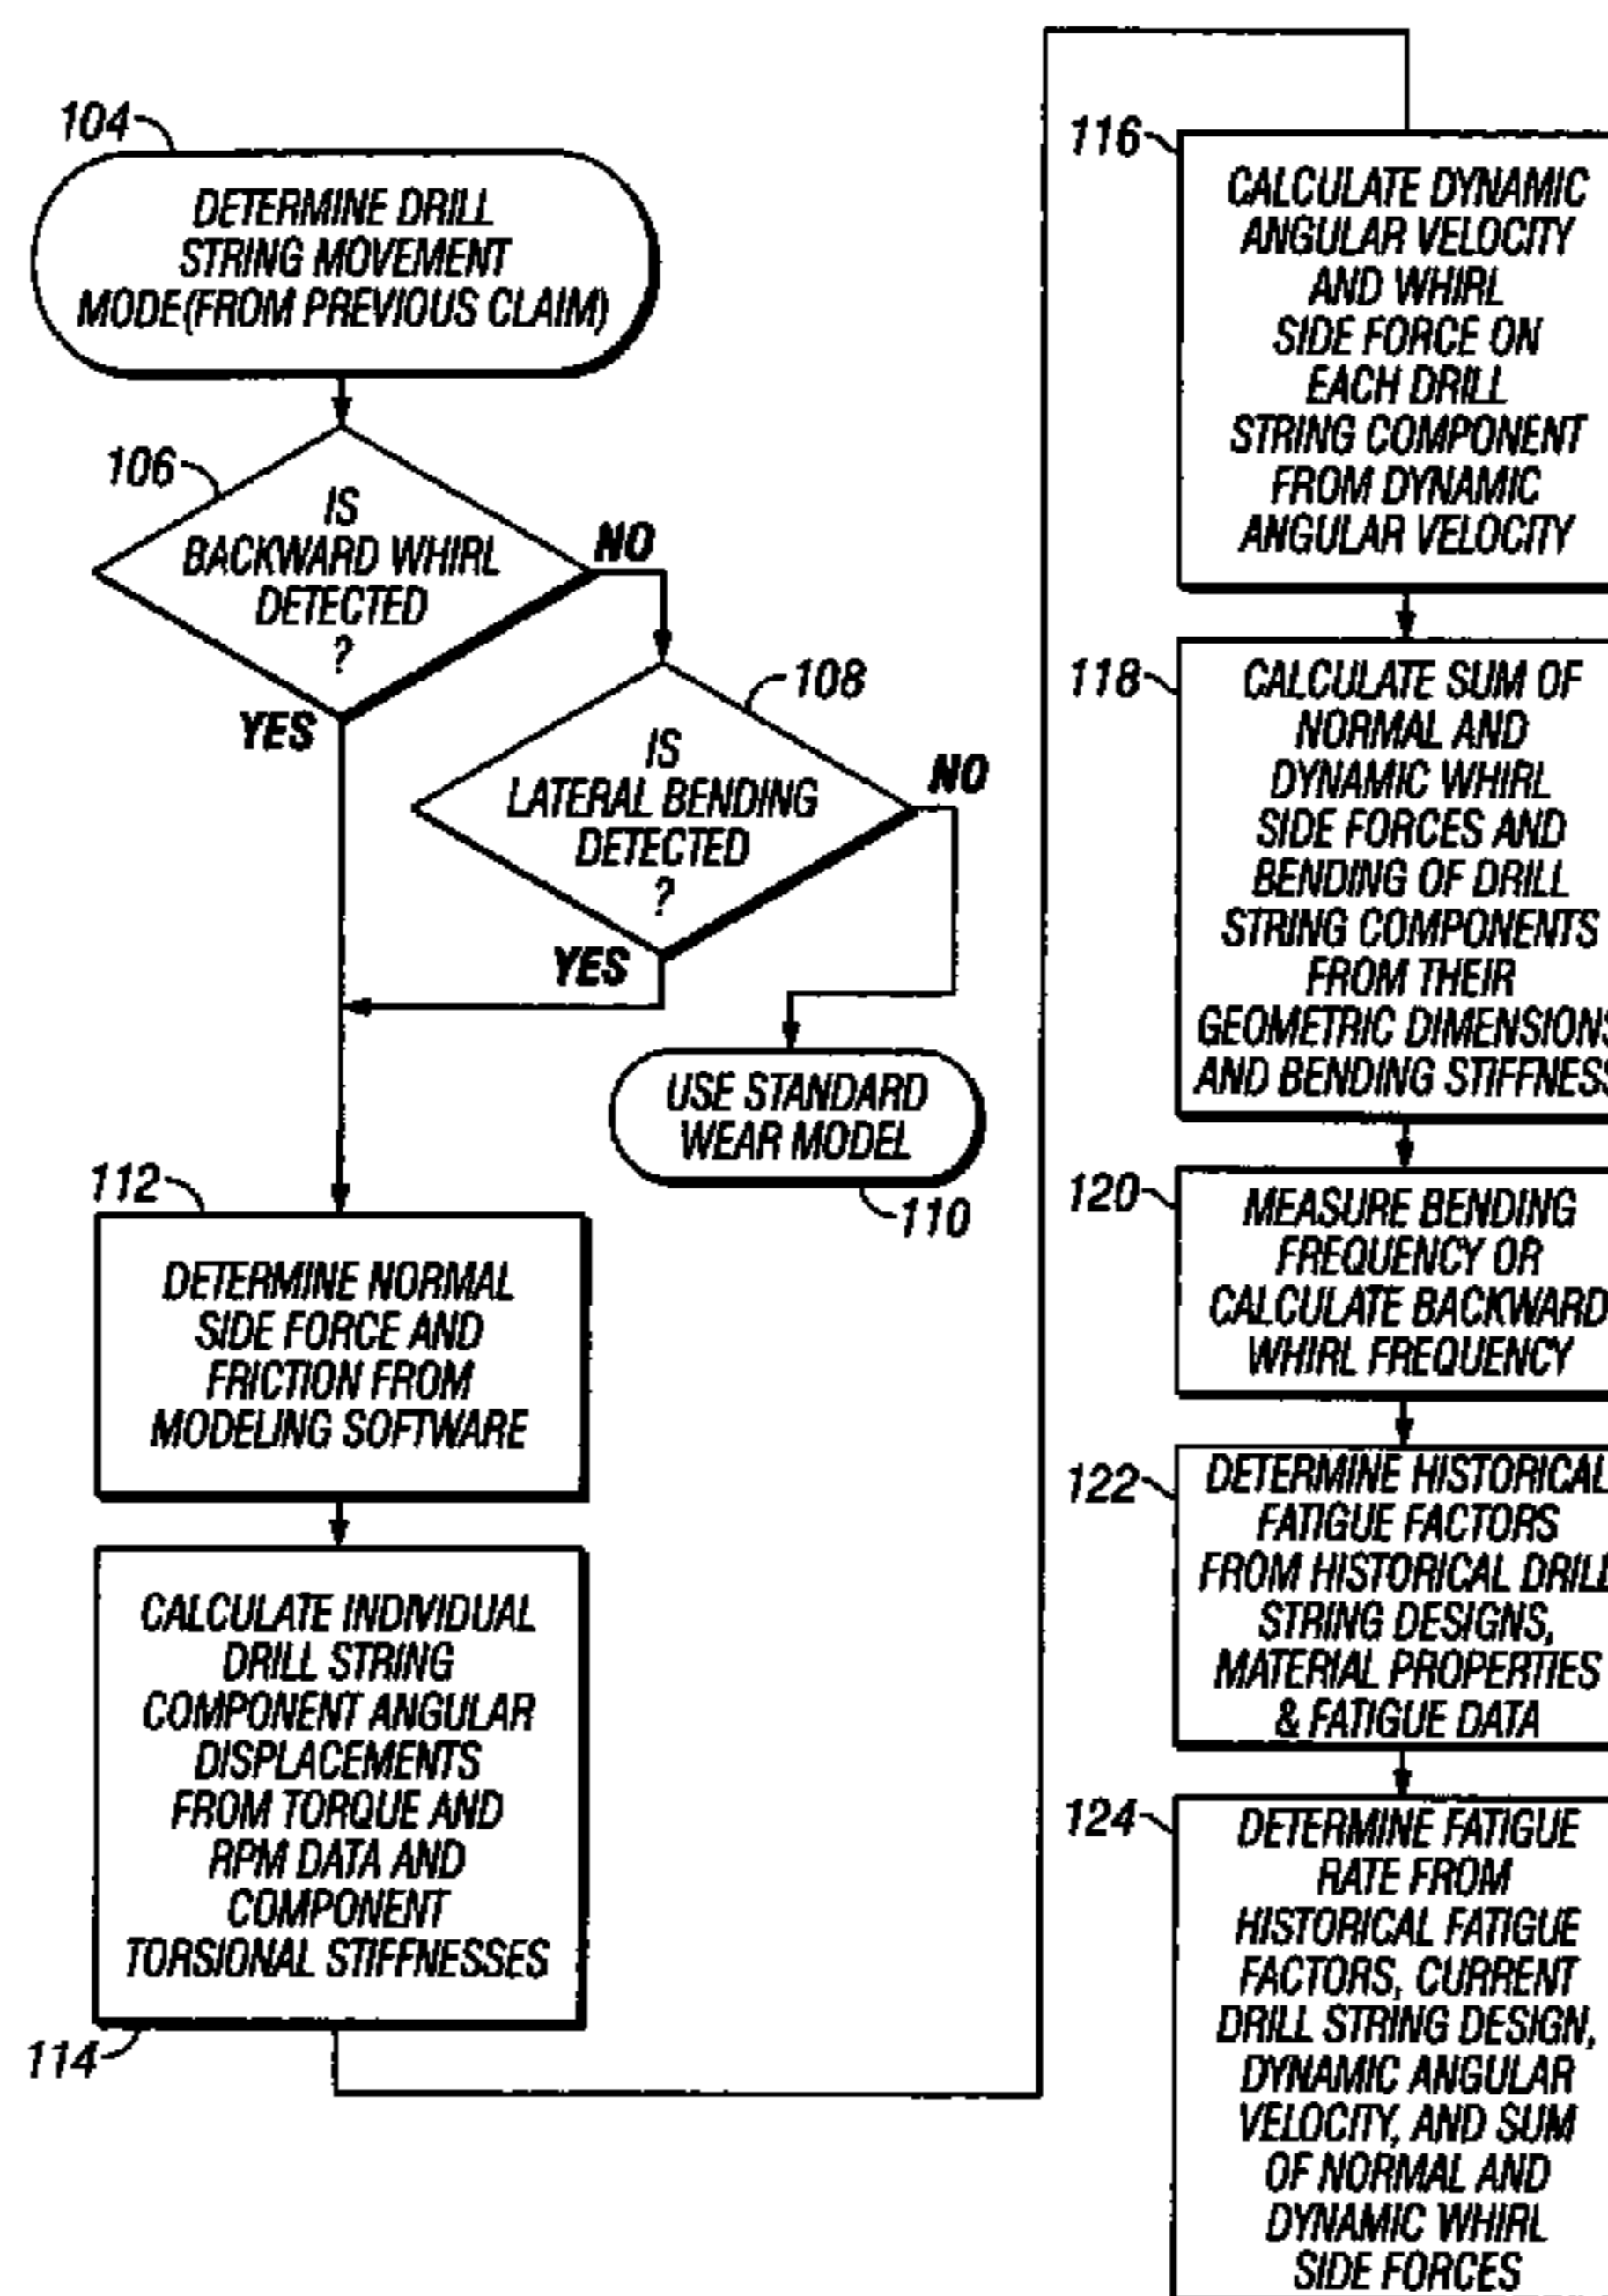 104
DETERMINE DRILL
STRING MOVEMENT
MODE(FROM PREVIOUS CLAIM)
106
IS
BACKWARD WHIRL
DETECTED
?
NO
YES
108
IS
LATERAL BENDING
DETECTED
?
NO
YES
USE STANDARD
WEAR MODEL
110
112
DETERMINE NORMAL
SIDE FORCE AND
FRICTION FROM
MODELING SOFTWARE
CALCULATE INDIVIDUAL
DRILL STRING
COMPONENT ANGULAR
DISPLACEMENTS
FROM TORQUE AND
RPM DATA AND
COMPONENT
TORSIONAL STIFFNESSES
114
116
CALCULATE DYNAMIC
ANGULAR VELOCITY
AND WHIRL
SIDE FORCE ON
EACH DRILL
STRING COMPONENT
FROM DYNAMIC
ANGULAR VELOCITY
118
CALCULATE SUM OF
NORMAL AND
DYNAMIC WHIRL
SIDE FORCES AND
BENDING OF DRILL
STRING COMPONENTS
FROM THEIR
GEOMETRIC DIMENSIONS
AND BENDING STIFFNESS
120
MEASURE BENDING
FREQUENCY OR
CALCULATE BACKWARD
WHIRL FREQUENCY
122
DETERMINE HISTORICAL
FATIGUE FACTORS
FROM HISTORICAL DRILL
STRING DESIGNS,
MATERIAL PROPERTIES
& FATIGUE DATA
124
DETERMINE FATIGUE
RATE FROM
HISTORICAL FATIGUE
FACTORS, CURRENT
DRILL STRING DESIGN,
DYNAMIC ANGULAR
VELOCITY, AND SUM
OF NORMAL AND
DYNAMIC WHIRL
SIDE FORCES